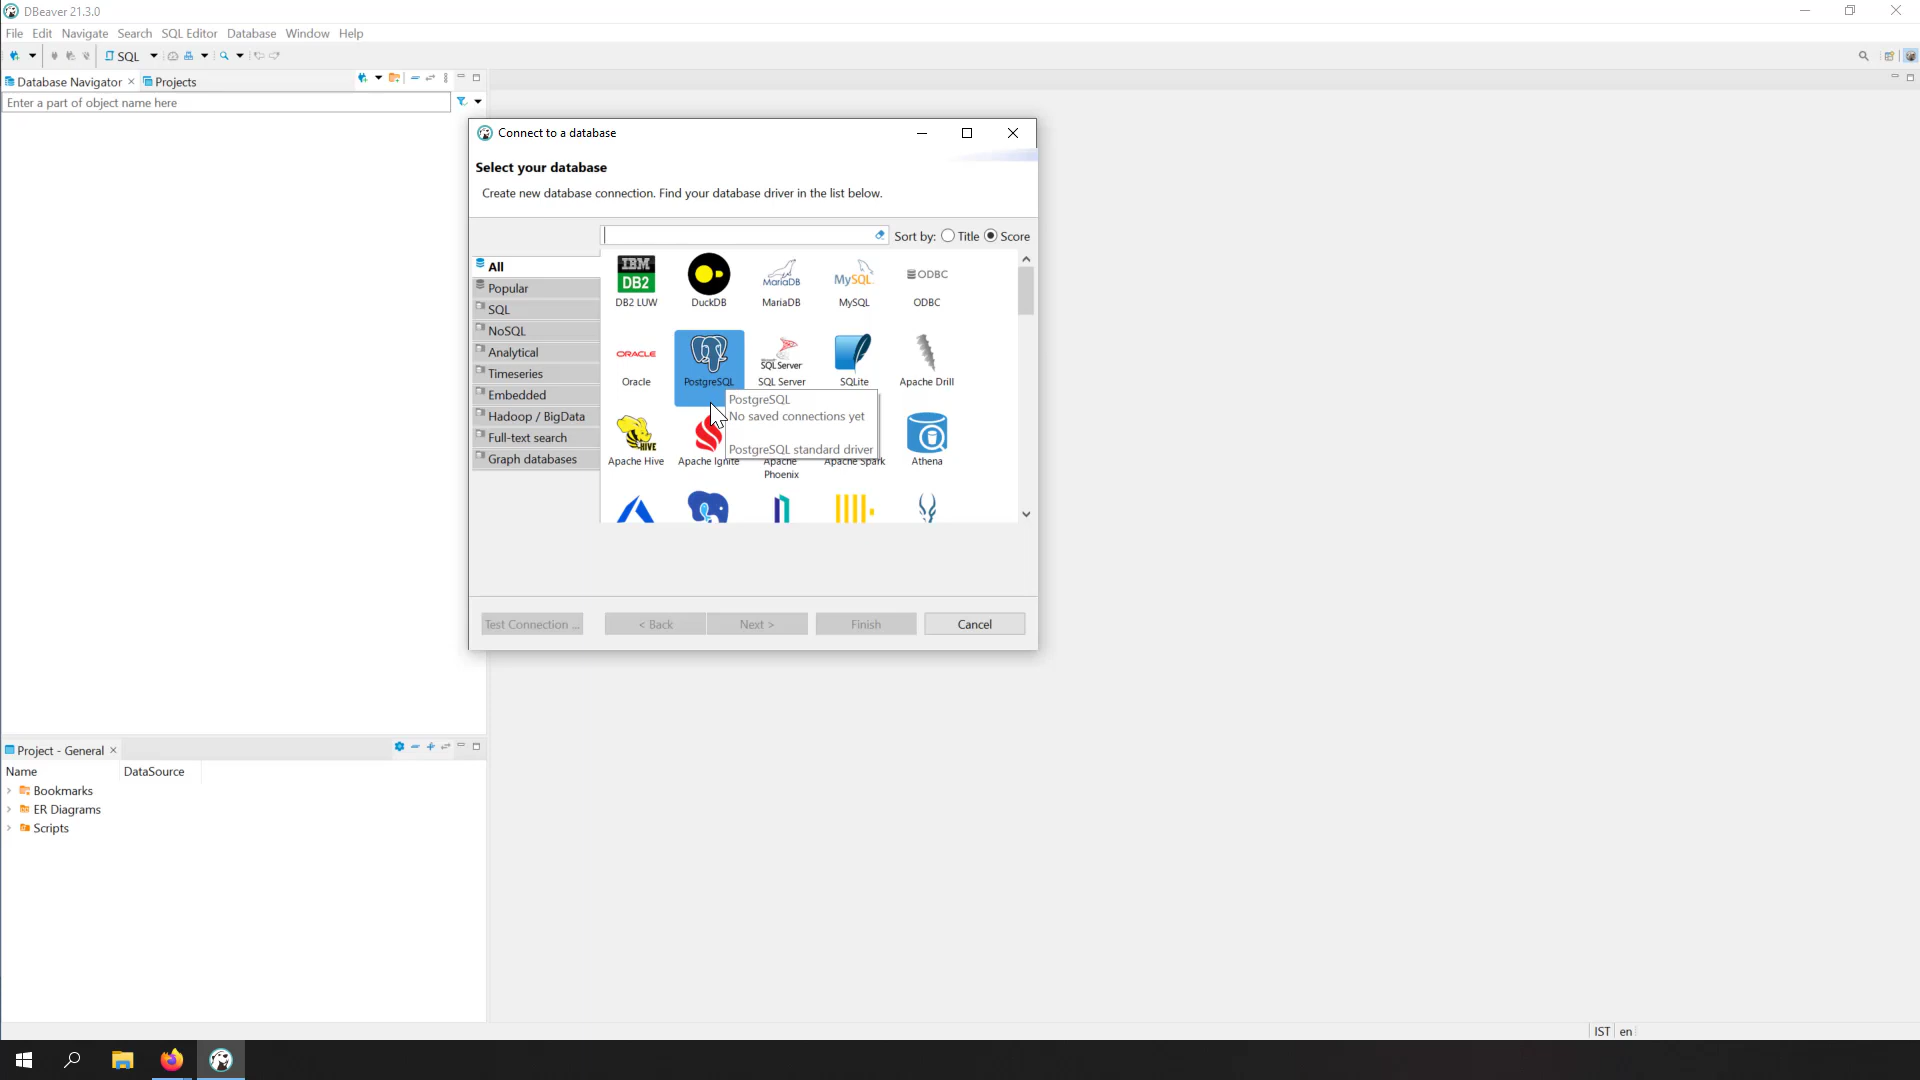 DBeaver 21.3.0
File Edit Navigate Search SQL Editor Database Window Help
SQL
Database Navigator Projects
Enter a part of object name here
Connect to a database
Select your database
Create new database connection. Find your database driver in the list below.
Sort by: Title Score
All
Popular
SQL
NoSQL
Analytical
Timeseries
Embedded
Hadoop / BigData
Full-text search
Graph databases
IBM
DB2
MariaDB
MySQL
ODBC
DB2 LUW DuckDB MariaDB MySQL ODBC
ORACLE
SQL Server
Oracle PostgreSQL SQL Server SQLite Apache Drill
PostgreSQL
No saved connections yet
PostgreSQL standard driver
HIVE
Apache Hive Apache Ignite Apache Phoenix Apache Spark Athena
Test Connection ... < Back Next > Finish Cancel
Project - General
Name DataSource
Bookmarks
ER Diagrams
Scripts
IST en